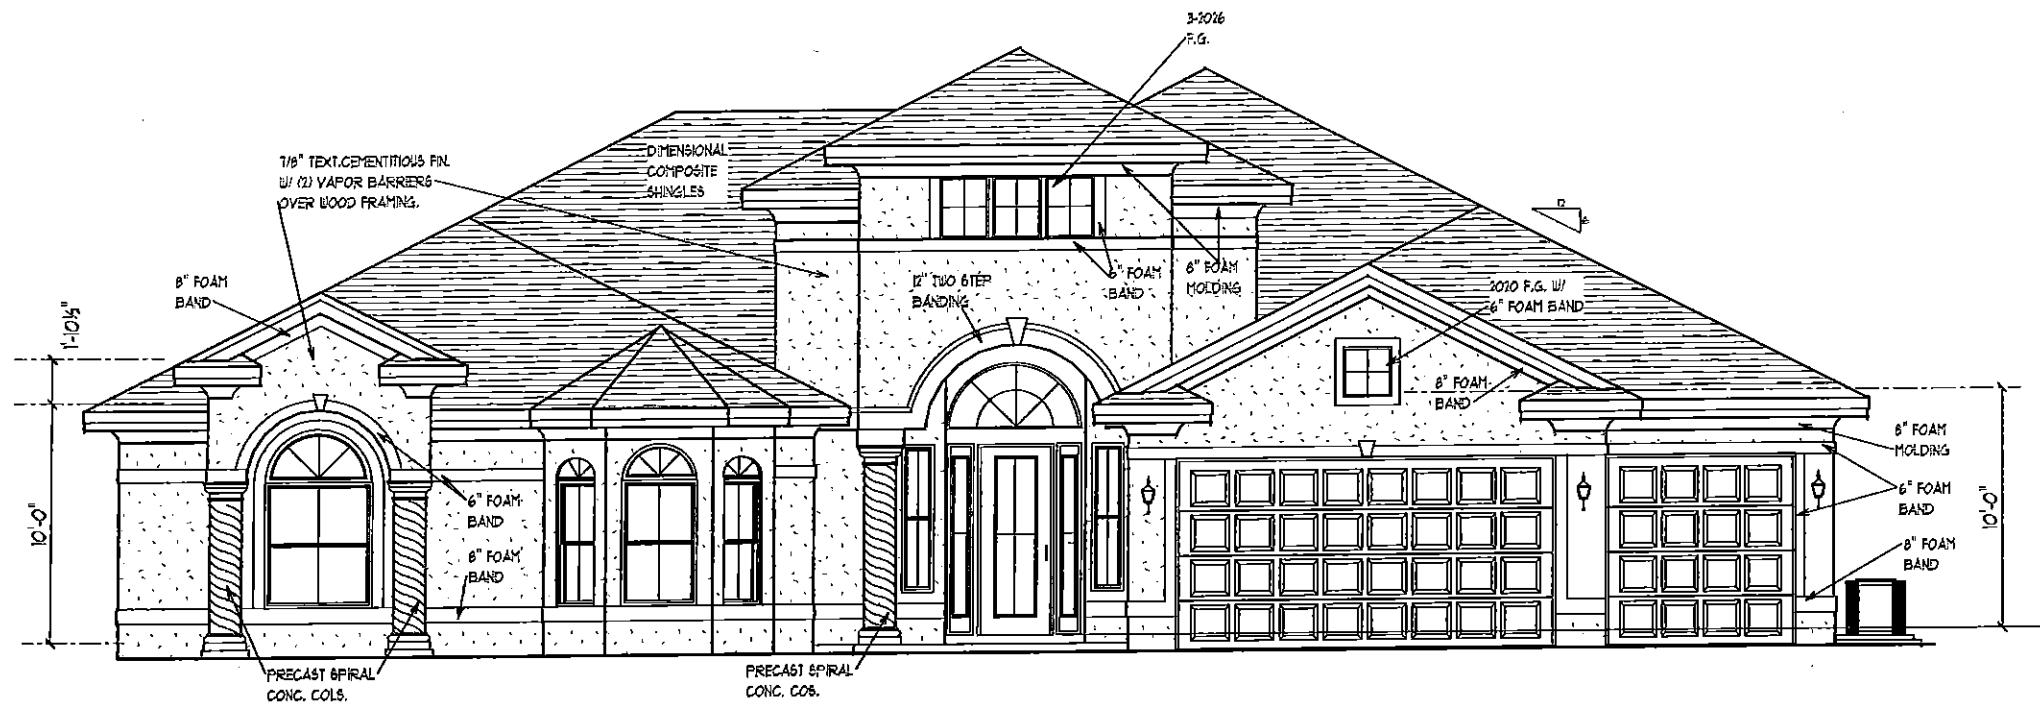 3-2026
F.G.
7/8" TEXT.CEMENTITIOUS FIN.
W/ (2) VAPOR BARRIERS
OVER WOOD FRAMING.
DIMENSIONAL
COMPOSITE
SHINGLES
12
8" FOAM
BAND
1'-10½"
12" TWO STEP
BANDING
6" FOAM
BAND
8" FOAM
MOLDING
2020 F.G. W/
6" FOAM BAND
8" FOAM
BAND
8" FOAM
MOLDING
6" FOAM
BAND
6" FOAM
BAND
10'-0"
10'-0"
8" FOAM
BAND
8" FOAM
BAND
PRECAST SPIRAL
CONC. COLS.
PRECAST SPIRAL
CONC. COS.